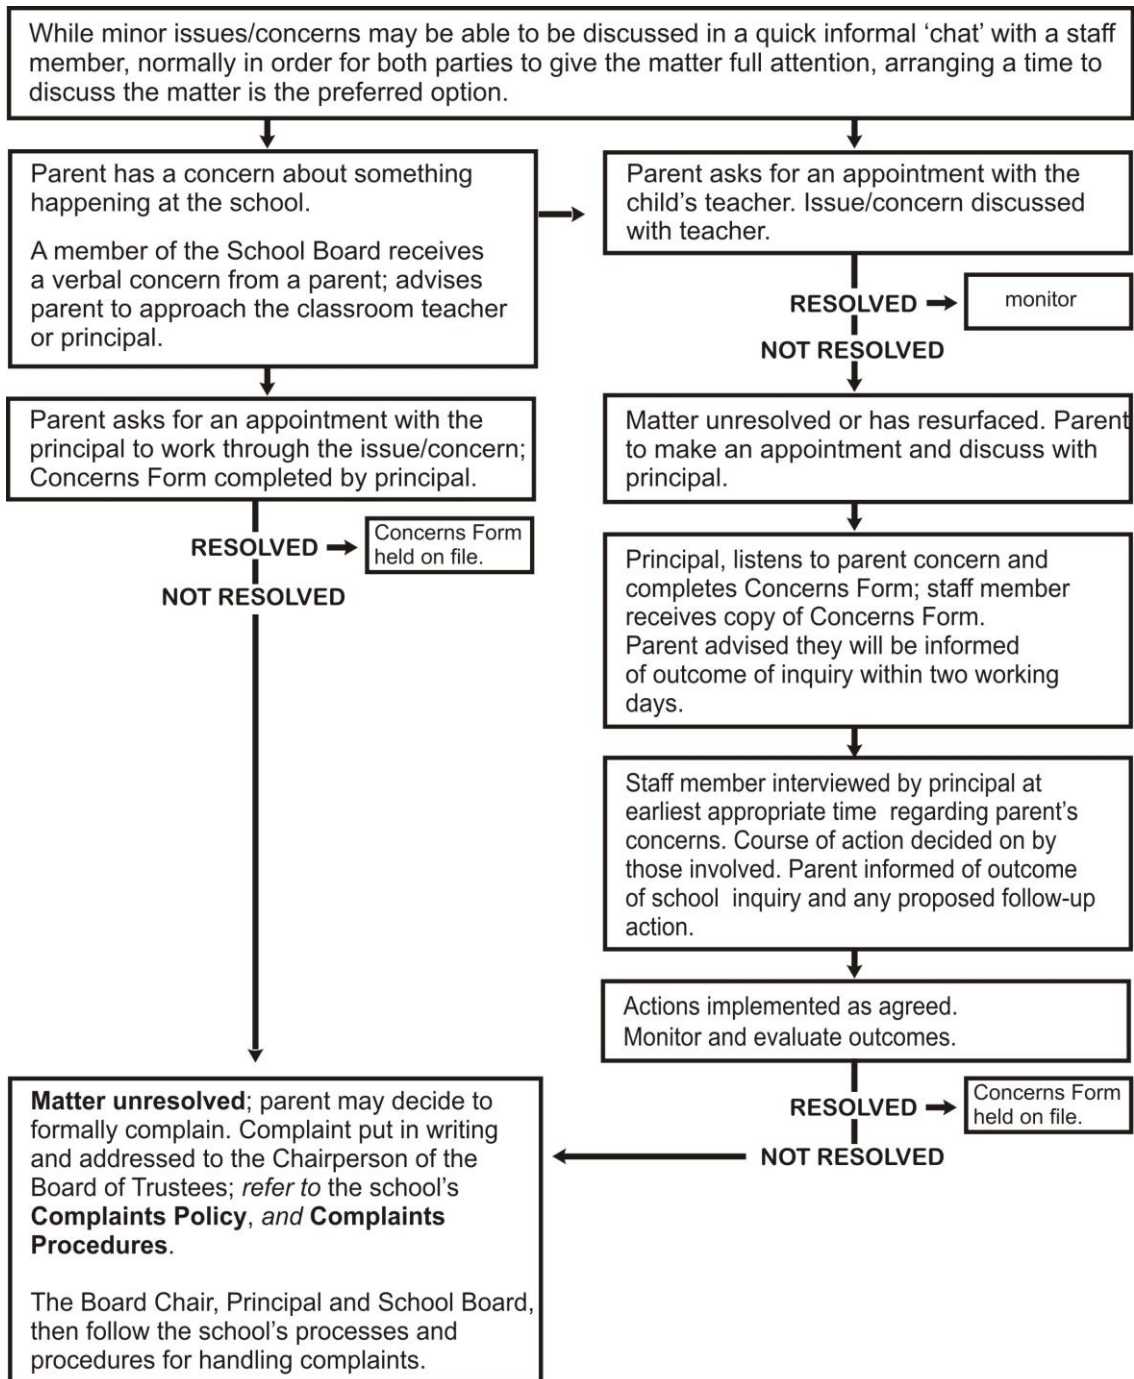 While minor issues/concerns may be able to be discussed in a quick informal ‘chat’ with a staff
member, normally in order for both parties to give the matter full attention, arranging a time to
discuss the matter is the preferred option.
Parent has a concern about something
happening at the school.
A member of the School Board receives
a verbal concern from a parent; advises
parent to approach the classroom teacher
or principal.
Parent asks for an appointment with the
child’s teacher. Issue/concern discussed
with teacher.
RESOLVED
monitor
NOT RESOLVED
Parent asks for an appointment with the
principal to work through the issue/concern;
Concerns Form completed by principal.
RESOLVED
Concerns Form
held on file.
NOT RESOLVED
Matter unresolved or has resurfaced. Parent
to make an appointment and discuss with
principal.
Principal, listens to parent concern and
completes Concerns Form; staff member
receives copy of Concerns Form.
Parent advised they will be informed
of outcome of inquiry within two working
days.
Staff member interviewed by principal at
earliest appropriate time regarding parent’s
concerns. Course of action decided on by
those involved. Parent informed of outcome
of school inquiry and any proposed follow-up
action.
Actions implemented as agreed.
Monitor and evaluate outcomes.
RESOLVED
Concerns Form
held on file.
NOT RESOLVED
Matter unresolved; parent may decide to
formally complain. Complaint put in writing
and addressed to the Chairperson of the
Board of Trustees; refer to the school’s
Complaints Policy, and Complaints
Procedures.
The Board Chair, Principal and School Board,
then follow the school’s processes and
procedures for handling complaints.